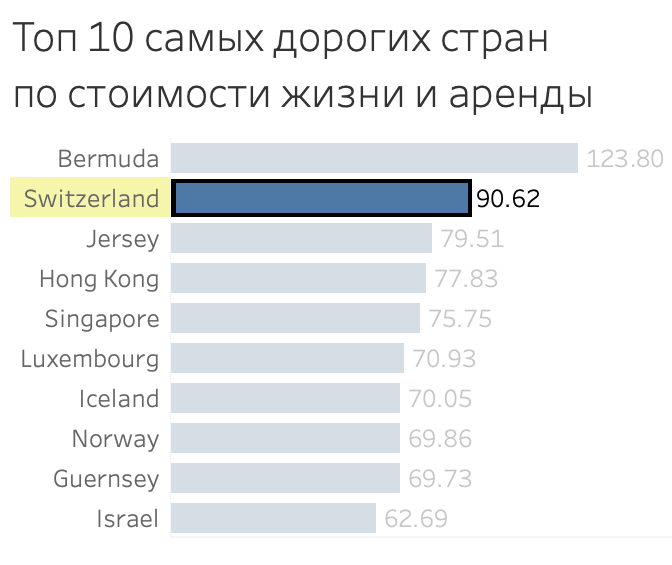 Топ 10 самых дорогих стран
по стоимости жизни и аренды
Bermuda 123.80
Switzerland 90.62
Jersey 79.51
Hong Kong 77.83
Singapore 75.75
Luxembourg 70.93
Iceland 70.05
Norway 69.86
Guernsey 69.73
Israel 62.69